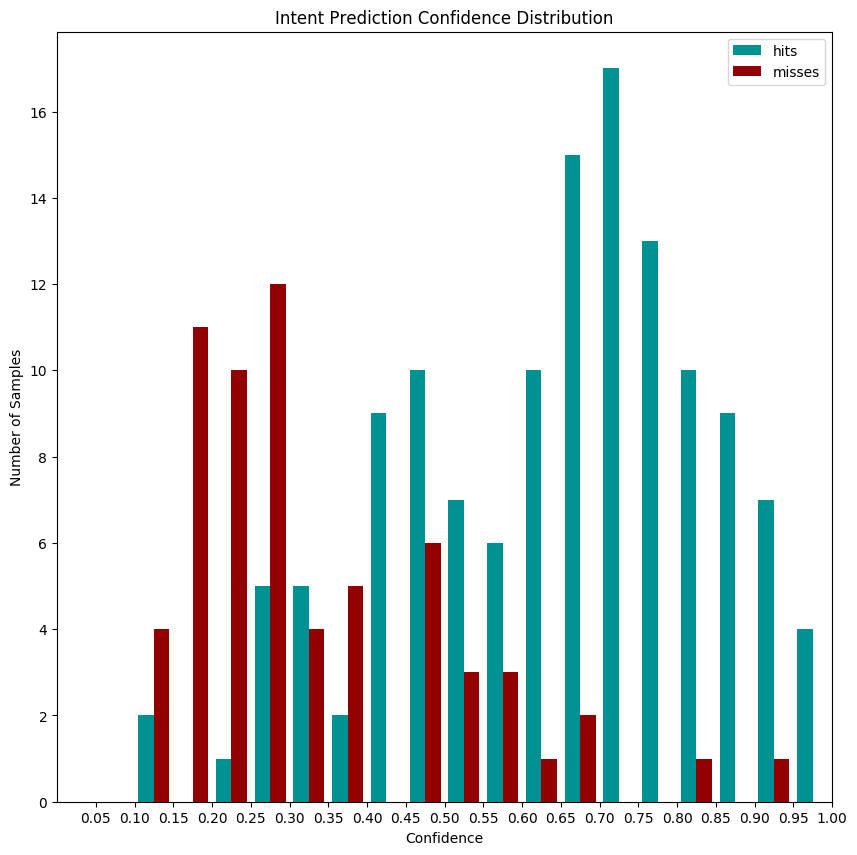 Intent Prediction Confidence Distribution
hits
misses
16
14
12
10
8
6
4
2
0
Number of Samples
0.05 0.10 0.15 0.20 0.25 0.30 0.35 0.40 0.45 0.50 0.55 0.60 0.65 0.70 0.75 0.80 0.85 0.90 0.95 1.00
Confidence